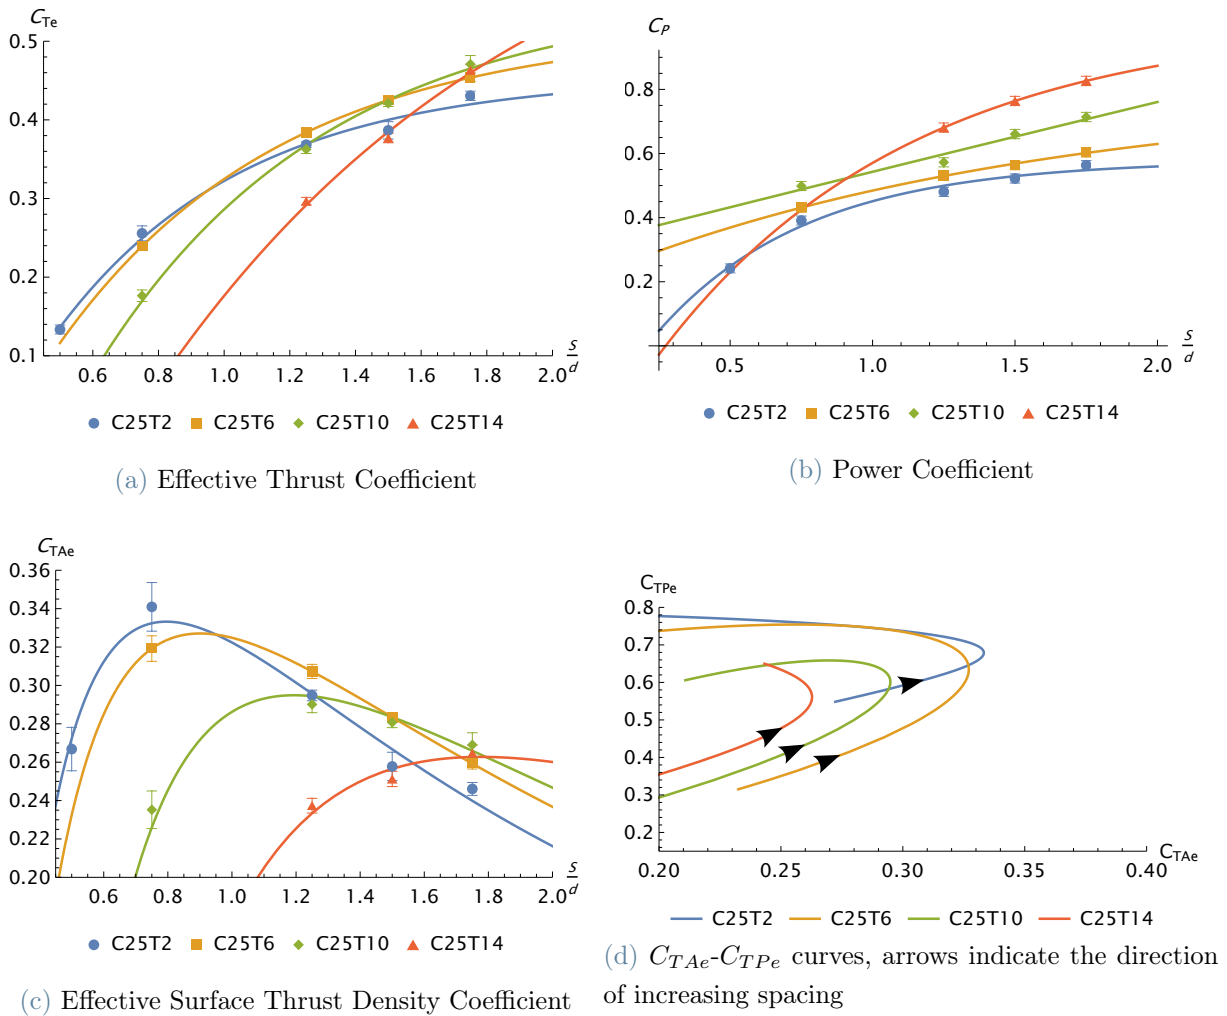 C_Te
0.5
0.4
0.3
0.2
0.1
0.6 0.8 1.0 1.2 1.4 1.6 1.8 2.0
s/d
C25T2 C25T6 C25T10 C25T14
(a) Effective Thrust Coefficient
C_P
0.8
0.6
0.4
0.2
0.5 1.0 1.5 2.0
s/d
C25T2 C25T6 C25T10 C25T14
(b) Power Coefficient
C_TAe
0.36
0.34
0.32
0.30
0.28
0.26
0.24
0.22
0.20
0.6 0.8 1.0 1.2 1.4 1.6 1.8 2.0
s/d
C25T2 C25T6 C25T10 C25T14
(c) Effective Surface Thrust Density Coefficient
C_TPe
0.8
0.7
0.6
0.5
0.4
0.3
0.2
0.20 0.25 0.30 0.35 0.40
C_TAe
C25T2 C25T6 C25T10 C25T14
(d) C_TAe-C_TPe curves, arrows indicate the direction
of increasing spacing